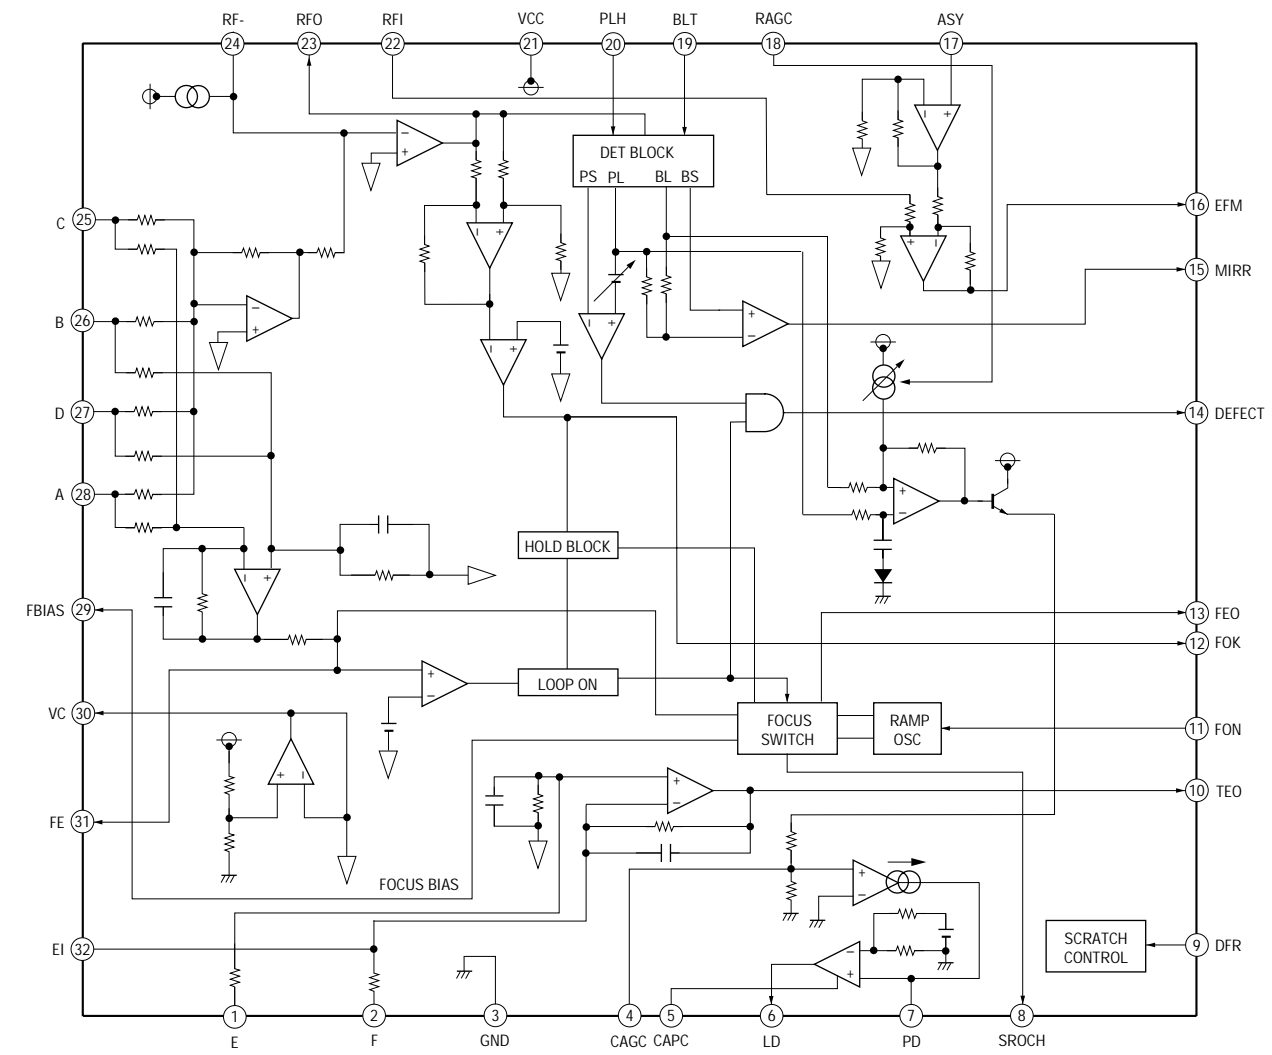 RF- RFO RFI VCC PLH BLT RAGC ASY
24 23 22 21 20 19 18 17
DET BLOCK
PS PL BL BS
C 25
16 EFM
15 MIRR
B 26
D 27
14 DEFECT
A 28
HOLD BLOCK
FBIAS 29
13 FEO
12 FOK
LOOP ON
VC 30
FOCUS
SWITCH
RAMP
OSC
11 FON
10 TEO
FE 31
FOCUS BIAS
EI 32
SCRATCH
CONTROL
9 DFR
1 2 3 4 5 6 7 8
E F GND CAGC CAPC LD PD SROCH